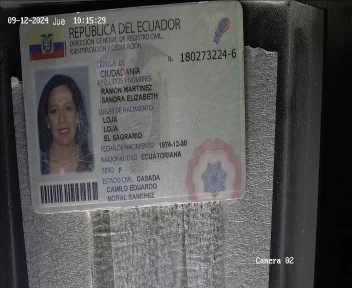 09-12-2024 Jue 10:15:29
REPÚBLICA DEL ECUADOR
DIRECCIÓN GENERAL DE REGISTRO CIVIL
IDENTIFICACIÓN Y CEDULACIÓN
No. 180273224-6
CÉDULA DE
CIUDADANÍA
APELLIDOS Y NOMBRES
RAMON MARTINEZ
SANDRA ELIZABETH
LUGAR DE NACIMIENTO
LOJA
LOJA
EL SAGRARIO
FECHA DE NACIMIENTO 1974-12-30
NACIONALIDAD ECUATORIANA
SEXO F
ESTADO CIVIL CASADA
CAMILO EDUARDO
MORAL SANCHEZ
Camera 02